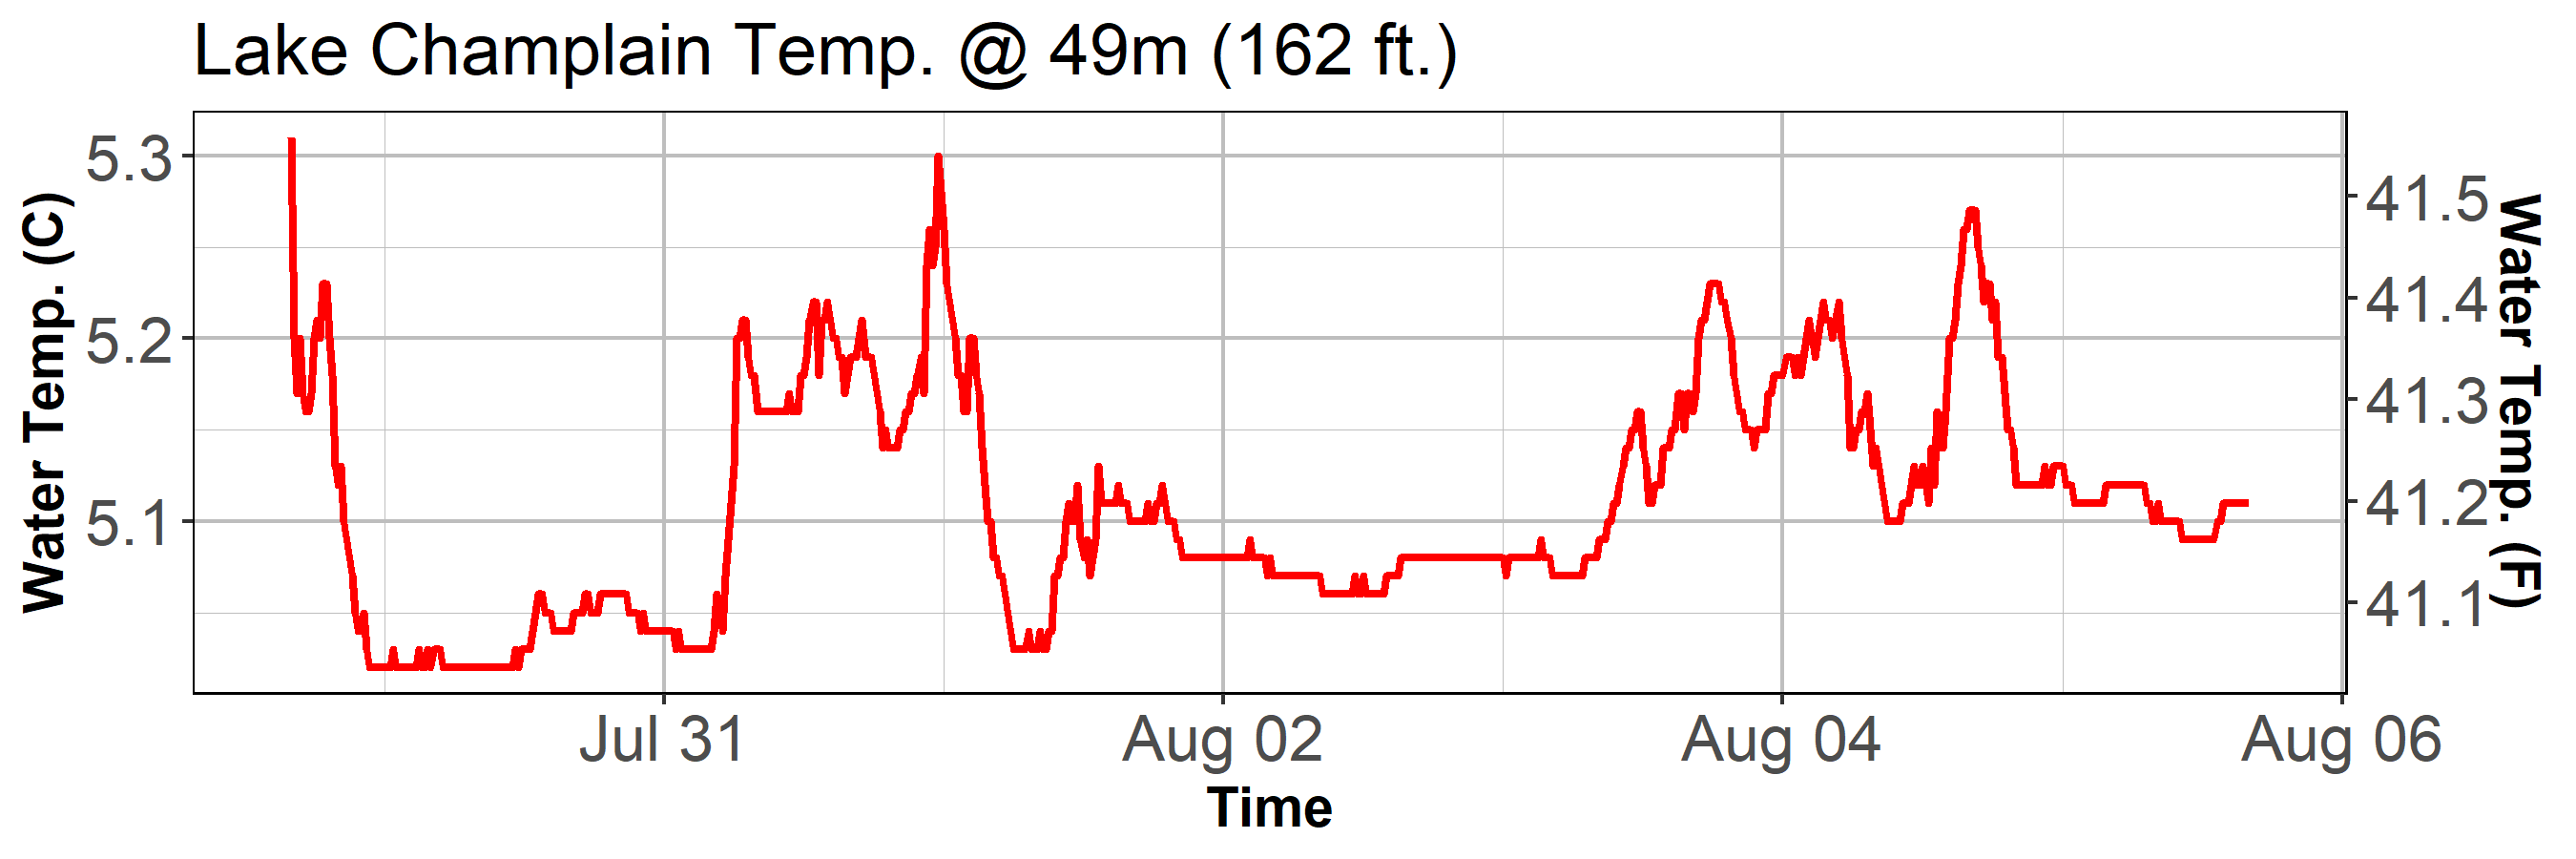 Lake Champlain Temp. @ 49m (162 ft.)
Water Temp. (C)
5.3
5.2
5.1
41.5
41.4
41.3
41.2
41.1
Water Temp. (F)
Jul 31
Aug 02
Aug 04
Aug 06
Time